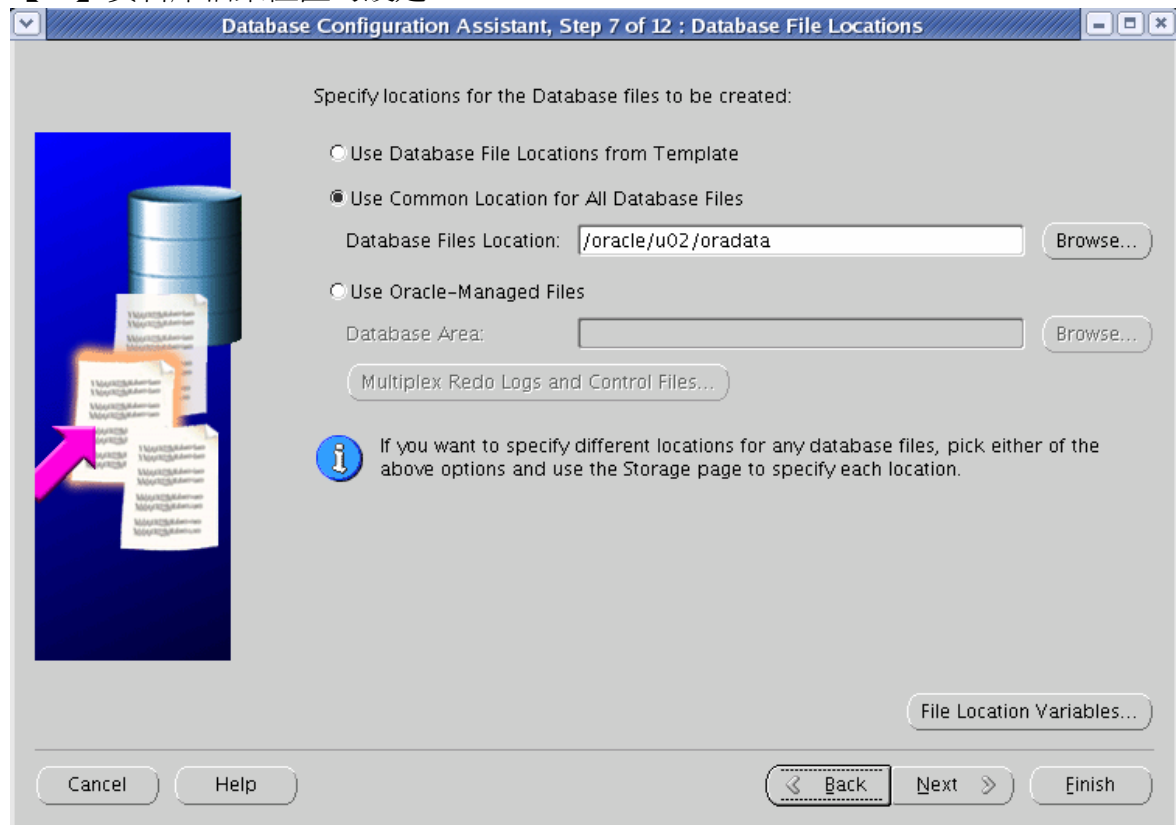 Database Configuration Assistant, Step 7 of 12 : Database File Locations
Specify locations for the Database files to be created:
Use Database File Locations from Template
Use Common Location for All Database Files
Database Files Location: /oracle/u02/oradata Browse...
Use Oracle-Managed Files
Database Area: Browse...
Multiplex Redo Logs and Control Files...
If you want to specify different locations for any database files, pick either of the
above options and use the Storage page to specify each location.
File Location Variables...
Cancel Help Back Next Finish